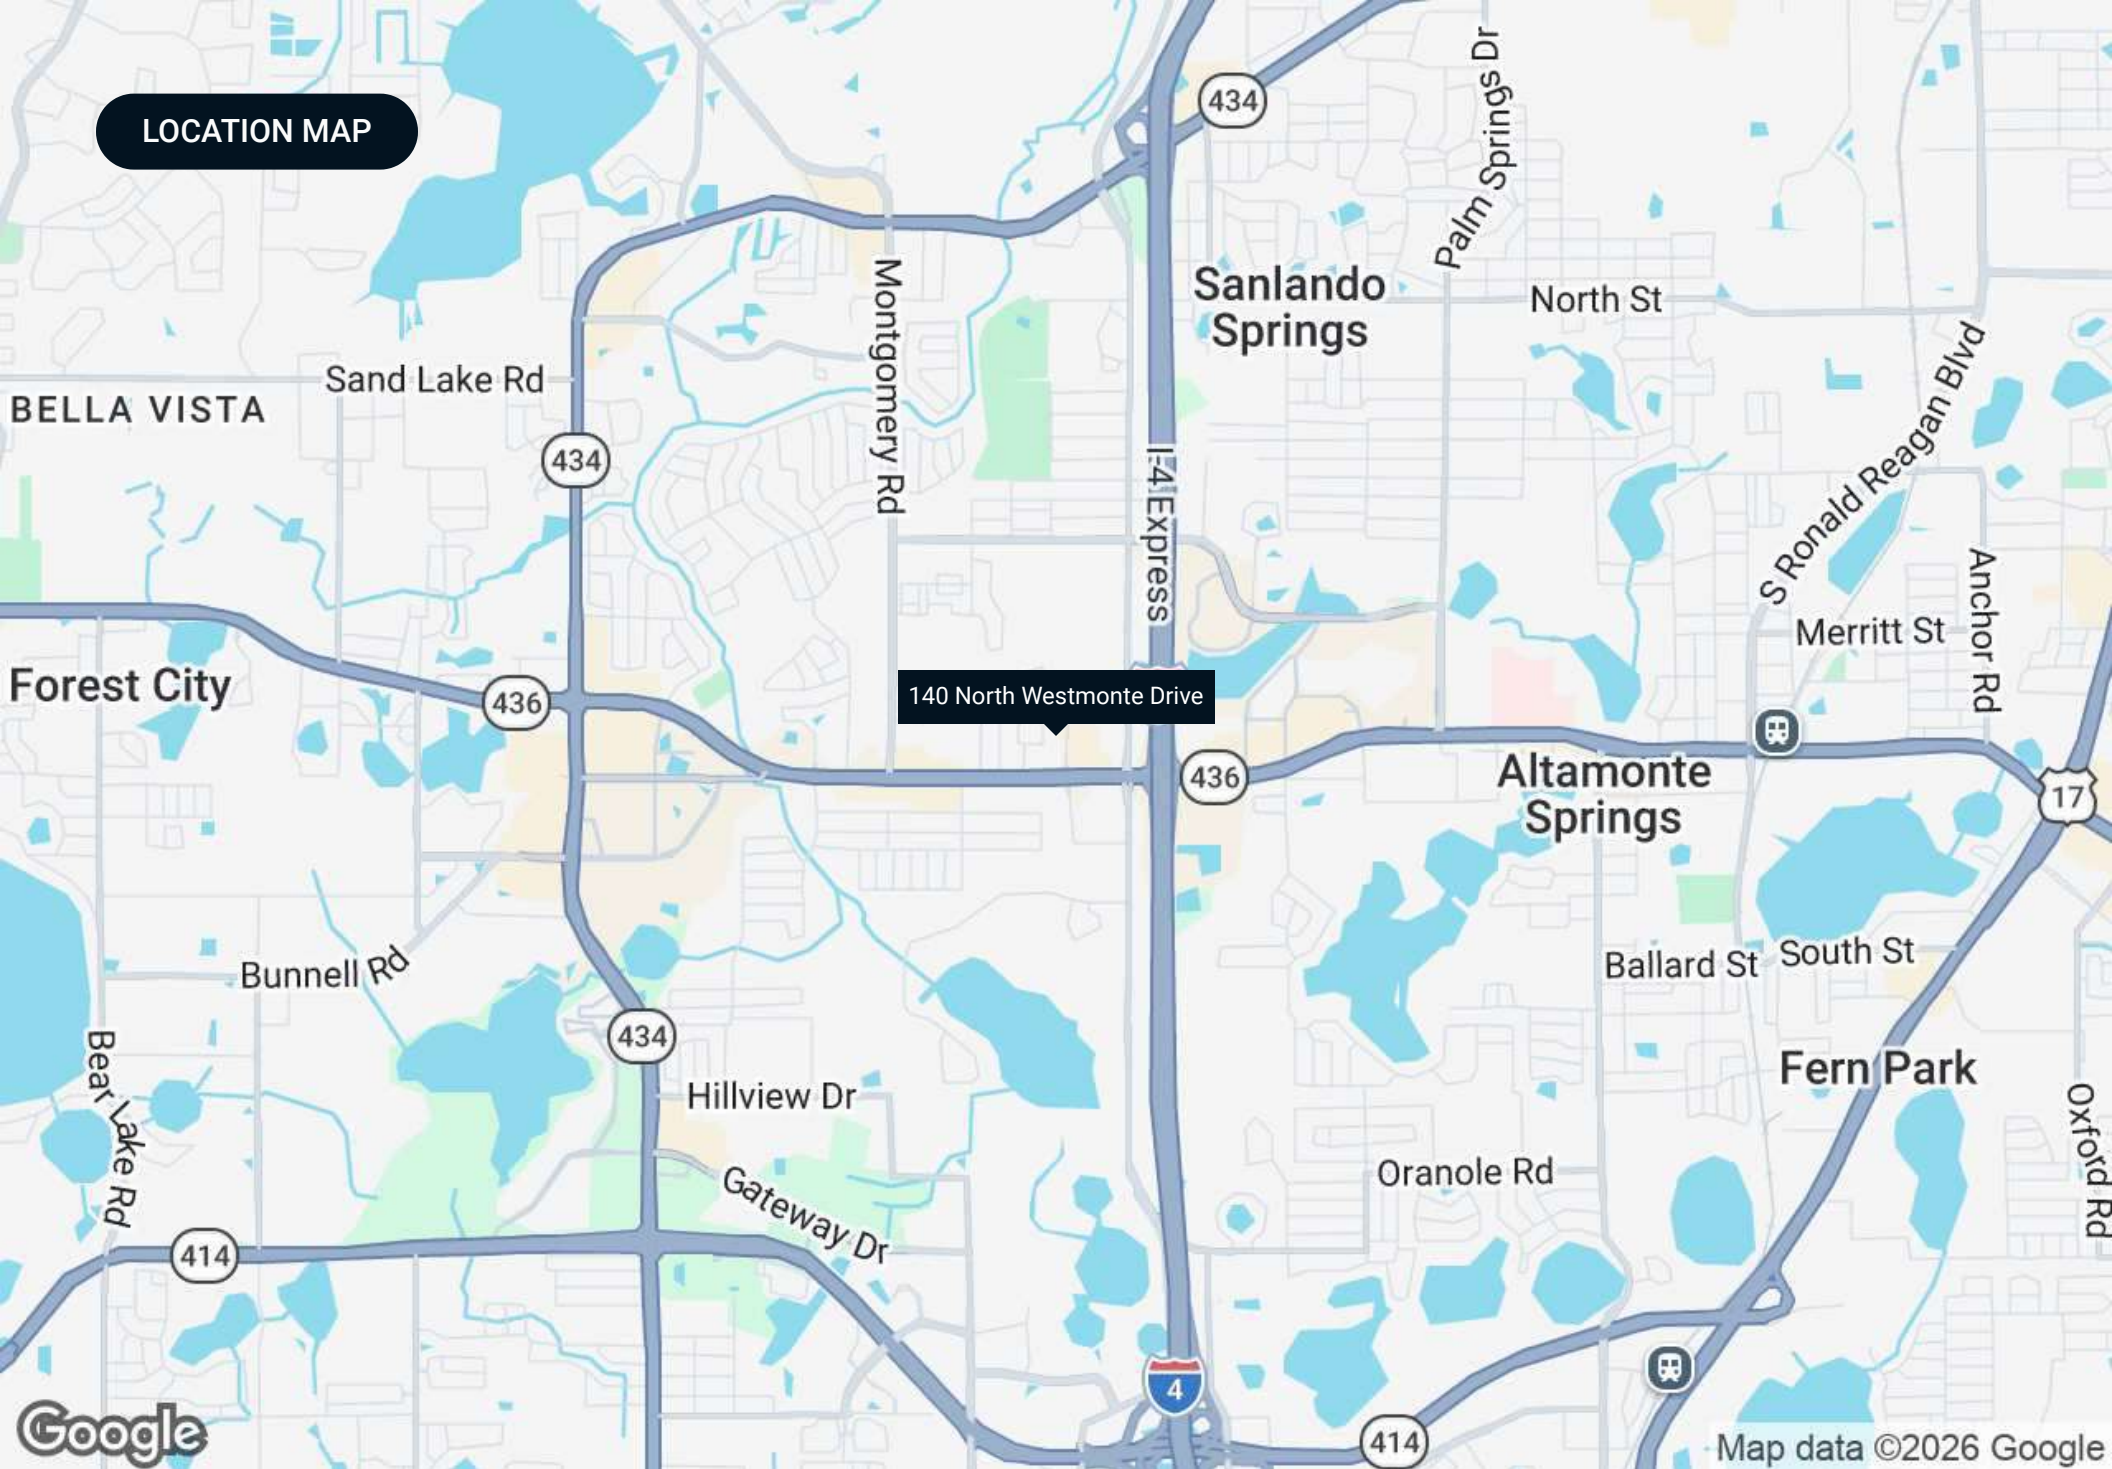 434
Palm Springs Dr
LOCATION MAP
Sanlando
Springs
North St
Montgomery Rd
Sand Lake Rd
BELLA VISTA
434
I-4 Express
S Ronald Reagan Blvd
Anchor Rd
Merritt St
Forest City
436
140 North Westmonte Drive
436
Altamonte
Springs
17
Bunnell Rd
Ballard St
South St
434
Bear Lake Rd
Hillview Dr
Fern Park
Oxford Rd
Oranole Rd
Gateway Dr
414
4
414
Google
Map data ©2026 Google